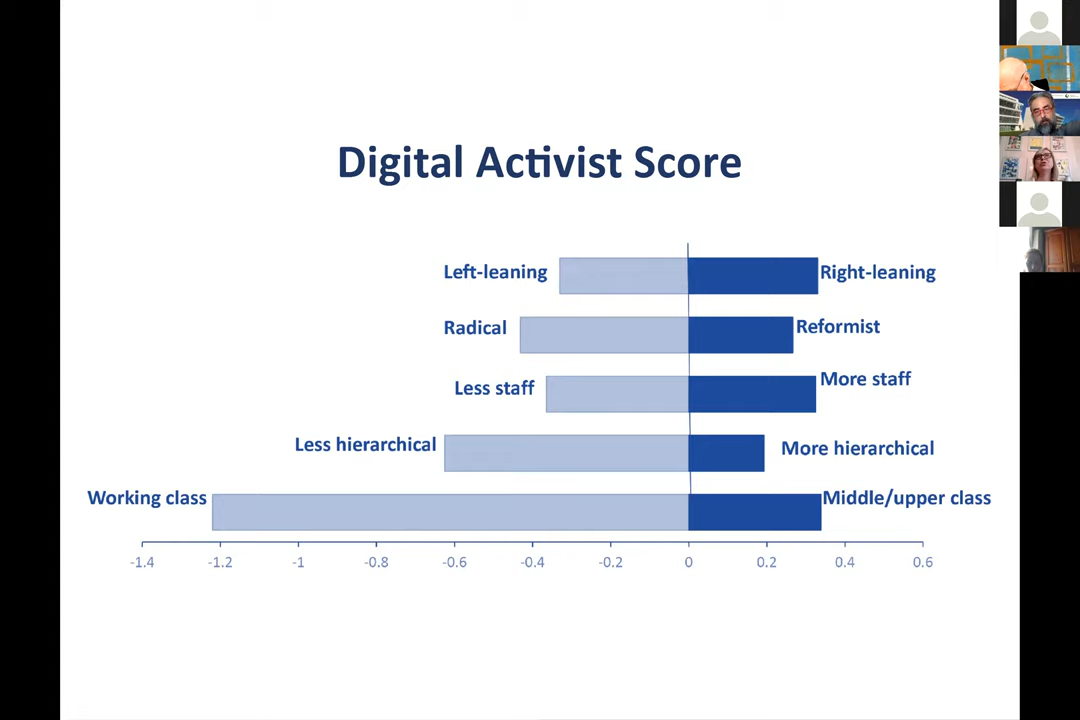 Digital Activist Score
Left-leaning Right-leaning
Radical Reformist
Less staff More staff
Less hierarchical More hierarchical
Working class Middle/upper class
-1.4 -1.2 -1 -0.8 -0.6 -0.4 -0.2 0 0.2 0.4 0.6